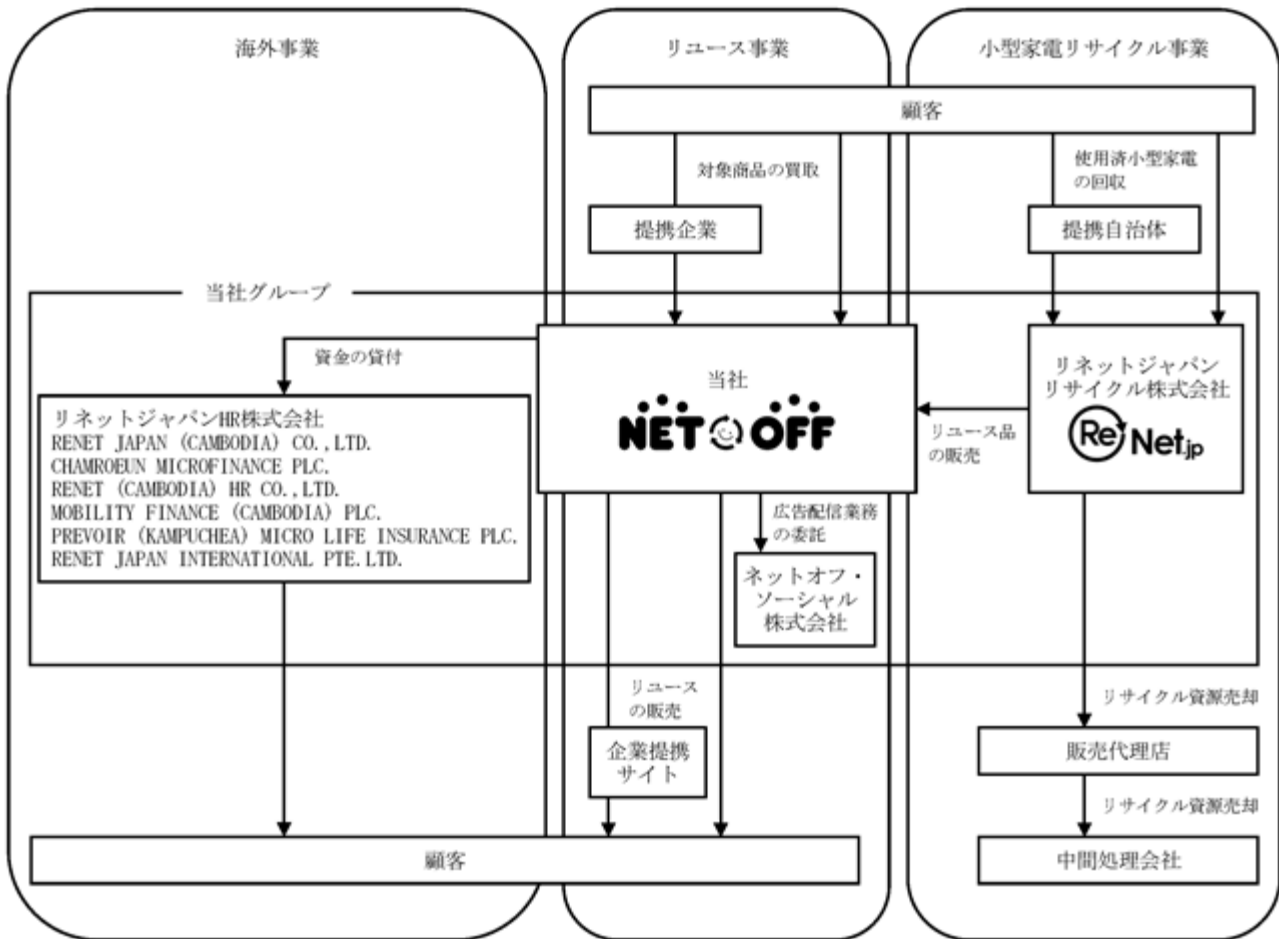 海外事業
リユース事業
小型家電リサイクル事業
顧客
対象商品の買取
使用済小型家電
の回収
提携企業
提携自治体
当社グループ
資金の貸付
リネットジャパンHR株式会社
RENET JAPAN (CAMBODIA) CO.,LTD.
CHAMROEUN MICROFINANCE PLC.
RENET (CAMBODIA) HR CO.,LTD.
MOBILITY FINANCE (CAMBODIA) PLC.
PREVOIR (KAMPUCHEA) MICRO LIFE INSURANCE PLC.
RENET JAPAN INTERNATIONAL PTE.LTD.
当社
NET OFF
リユース品
の販売
リネットジャパン
リサイクル株式会社
Re Net.jp
広告配信業務
の委託
ネットオフ・
ソーシャル
株式会社
リユース
の販売
企業提携
サイト
リサイクル資源売却
販売代理店
リサイクル資源売却
中間処理会社
顧客